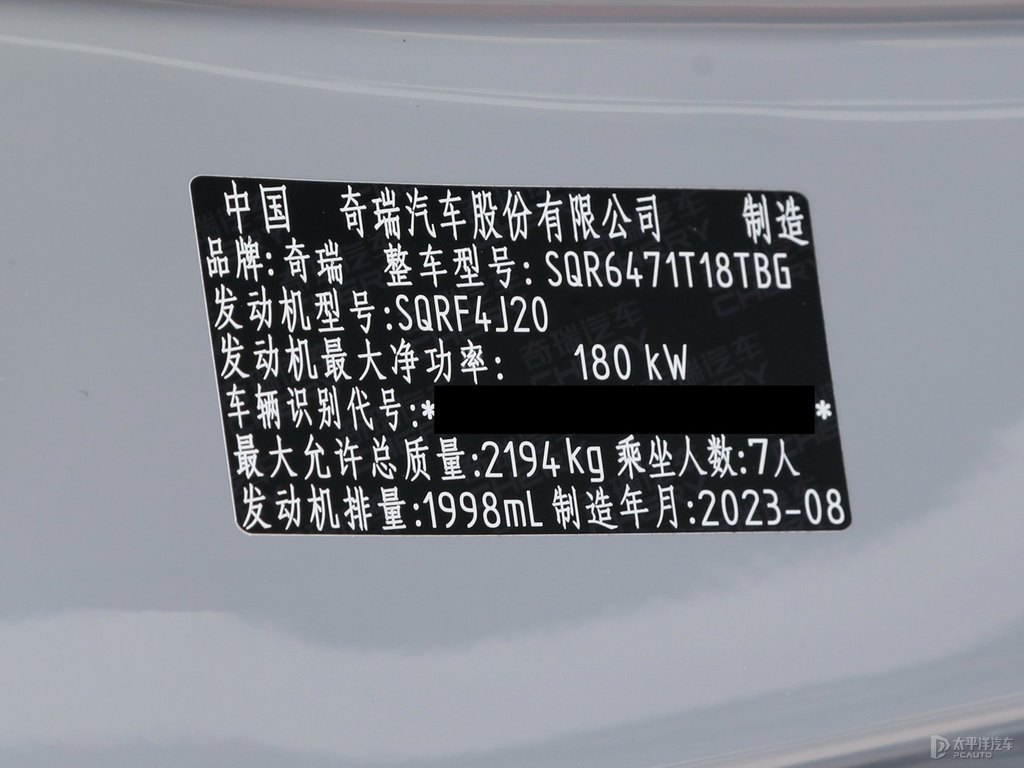 中国 奇瑞汽车股份有限公司 制造
品牌:奇瑞 整车型号:SQR6471T18TBG
发动机型号:SQRF4J20
发动机最大净功率: 180 kW
车辆识别代号:* *
最大允许总质量:2194kg 乘坐人数:7人
发动机排量:1998mL 制造年月:2023-08
太平洋汽车
PCAUTO